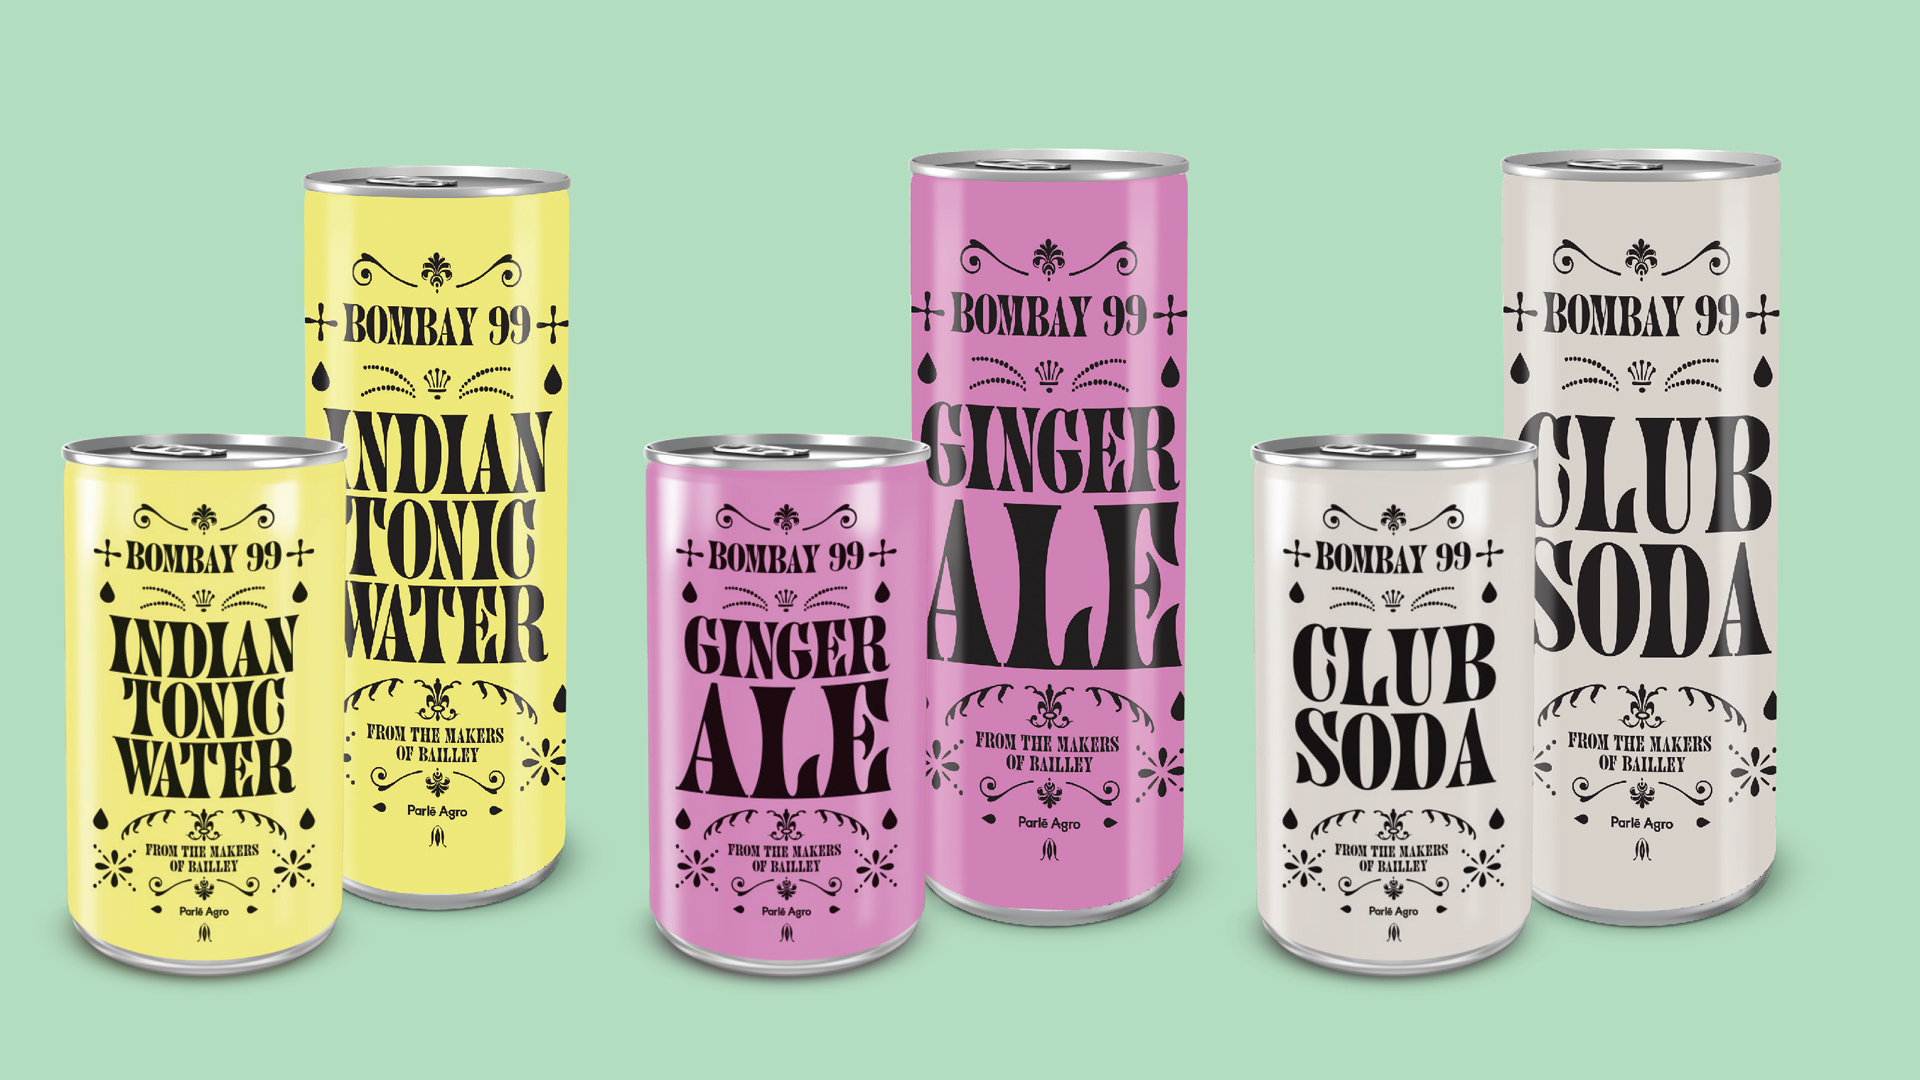 BOMBAY 99
INDIAN
TONIC
WATER
FROM THE MAKERS
OF BAILLEY
Parlē Agro
BOMBAY 99
INDIAN
TONIC
WATER
FROM THE MAKERS
OF BAILLEY
Parlē Agro
BOMBAY 99
GINGER
ALE
FROM THE MAKERS
OF BAILLEY
Parlē Agro
BOMBAY 99
GINGER
ALE
FROM THE MAKERS
OF BAILLEY
Parlē Agro
BOMBAY 99
CLUB
SODA
FROM THE MAKERS
OF BAILLEY
Parlē Agro
BOMBAY 99
CLUB
SODA
FROM THE MAKERS
OF BAILLEY
Parlē Agro